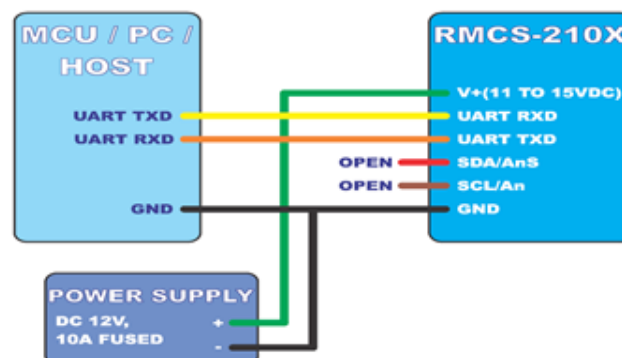 MCU / PC /
HOST
UART TXD
UART RXD
GND
RMCS-210X
V+(11 TO 15VDC)
UART RXD
UART TXD
OPEN SDA/AnS
OPEN SCL/An
GND
POWER SUPPLY
DC 12V, +
10A FUSED -